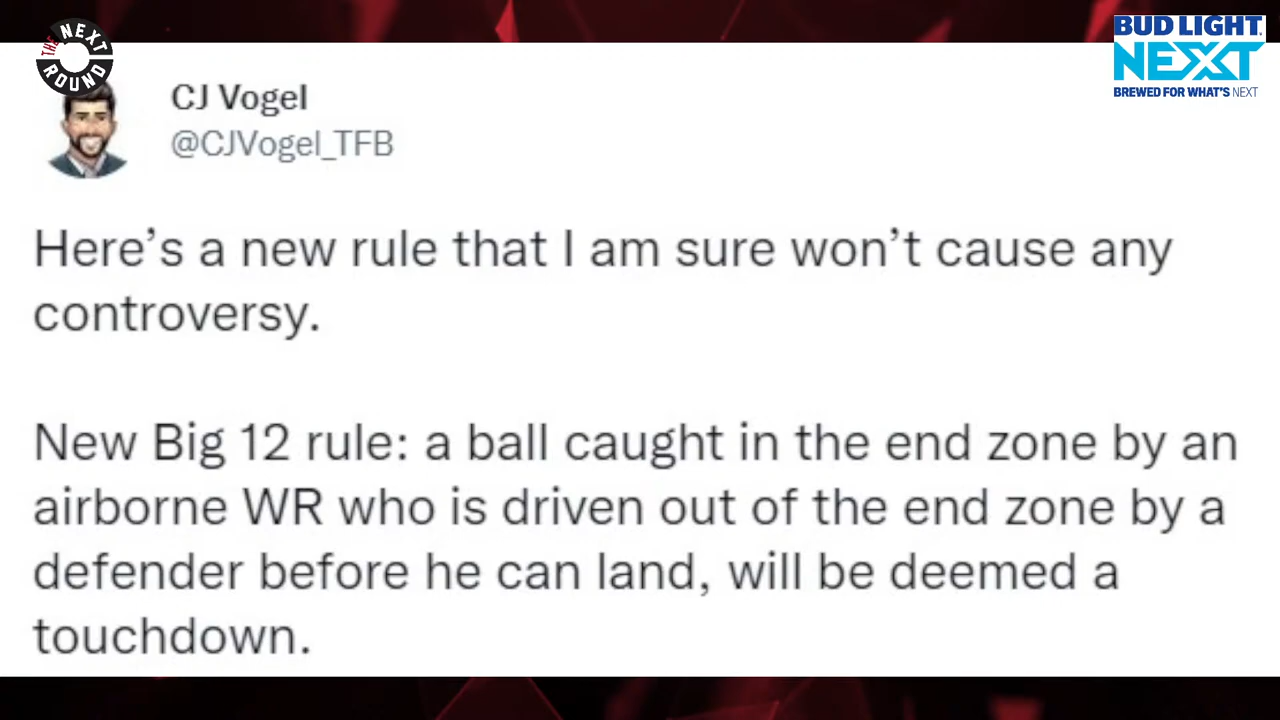 THE NEXT ROUND
BUD LIGHT.
NEXT
BREWED FOR WHAT'S NEXT
CJ Vogel
@CJVogel_TFB
Here’s a new rule that I am sure won’t cause any
controversy.
New Big 12 rule: a ball caught in the end zone by an
airborne WR who is driven out of the end zone by a
defender before he can land, will be deemed a
touchdown.